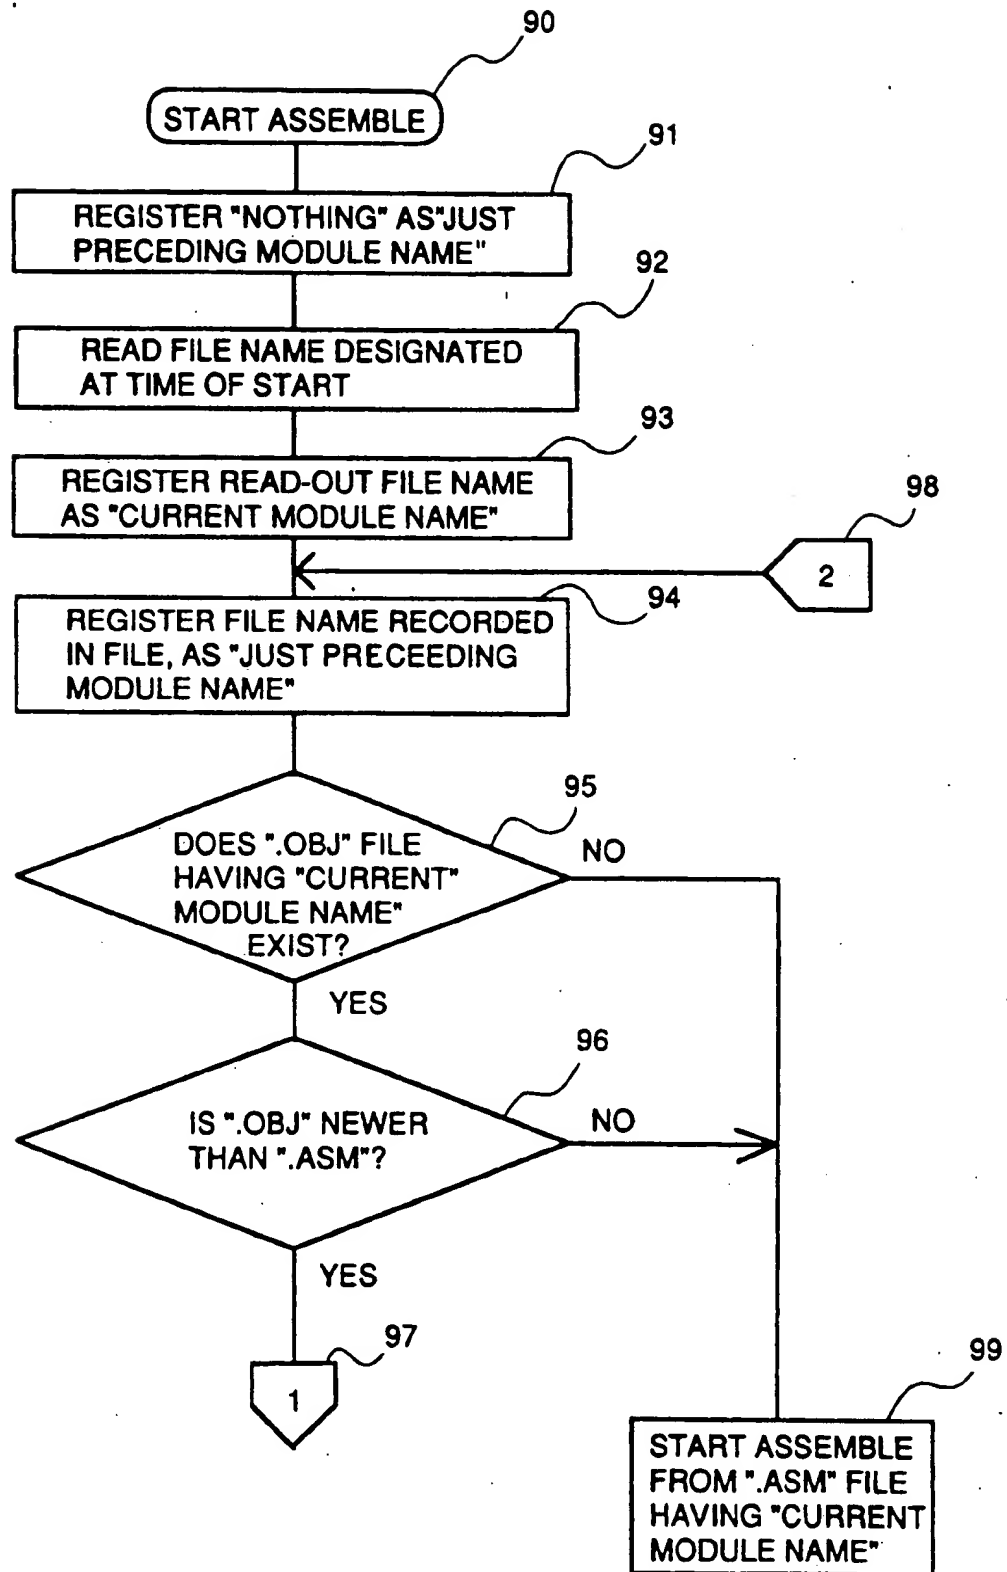 90
START ASSEMBLE
91
REGISTER "NOTHING" AS"JUST
PRECEDING MODULE NAME"
92
READ FILE NAME DESIGNATED
AT TIME OF START
93
REGISTER READ-OUT FILE NAME
AS "CURRENT MODULE NAME"
98
2
94
REGISTER FILE NAME RECORDED
IN FILE, AS "JUST PRECEEDING
MODULE NAME"
95
DOES ".OBJ" FILE
HAVING "CURRENT"
MODULE NAME"
EXIST?
NO
YES
96
IS ".OBJ" NEWER
THAN ".ASM"?
NO
YES
97
1
99
START ASSEMBLE
FROM ".ASM" FILE
HAVING "CURRENT
MODULE NAME"